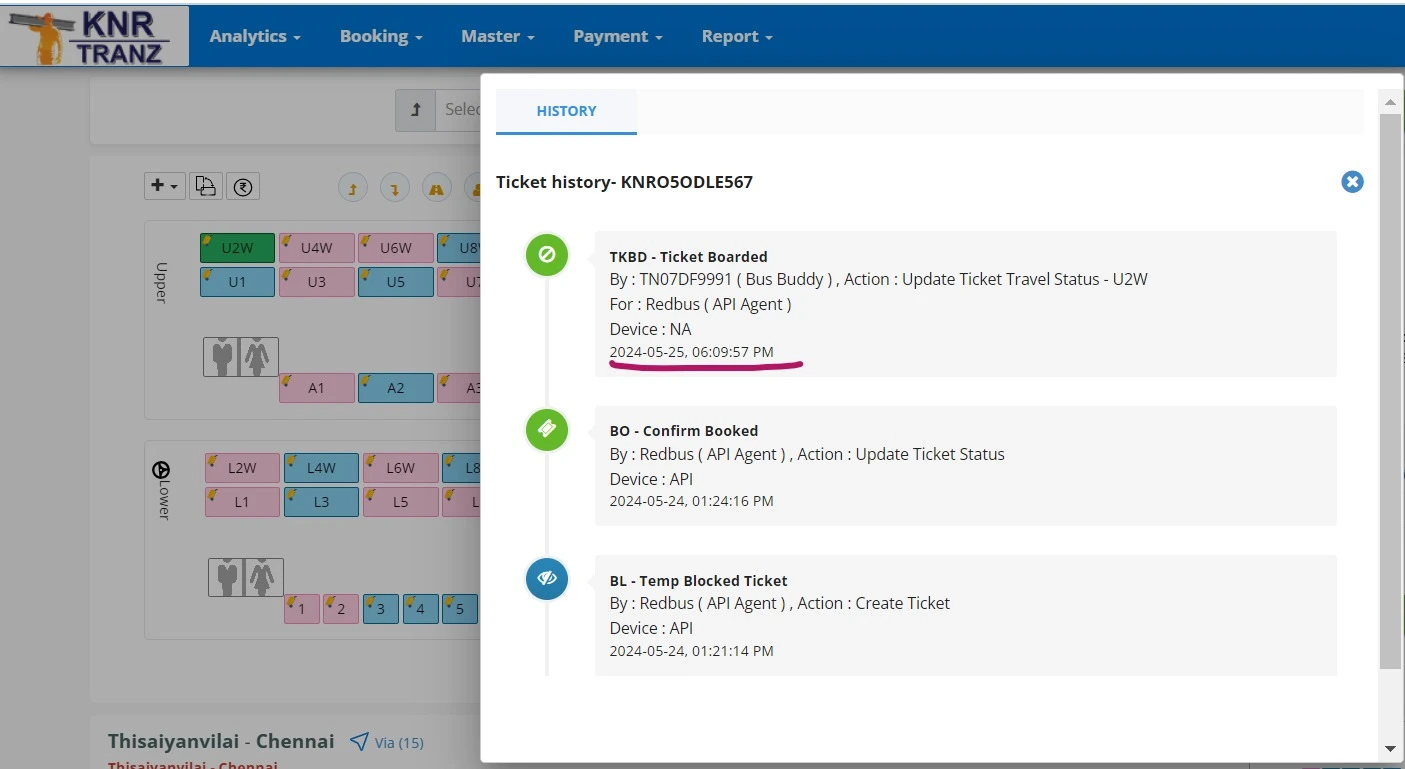 KNR
TRANZ
Analytics
Booking
Master
Payment
Report
HISTORY
Ticket history- KNRO5ODLE567
TKBD - Ticket Boarded
By : TN07DF9991 ( Bus Buddy ) , Action : Update Ticket Travel Status - U2W
For : Redbus ( API Agent )
Device : NA
2024-05-25, 06:09:57 PM
BO - Confirm Booked
By : Redbus ( API Agent ) , Action : Update Ticket Status
Device : API
2024-05-24, 01:24:16 PM
BL - Temp Blocked Ticket
By : Redbus ( API Agent ) , Action : Create Ticket
Device : API
2024-05-24, 01:21:14 PM
Upper
U2W U4W U6W
U1 U3 U5
A1 A2
Lower
L2W L4W L6W
L1 L3 L5
1 2 3 4 5
Thisaiyanvilai - Chennai Via (15)
Thisaiyanvilai - Chennai